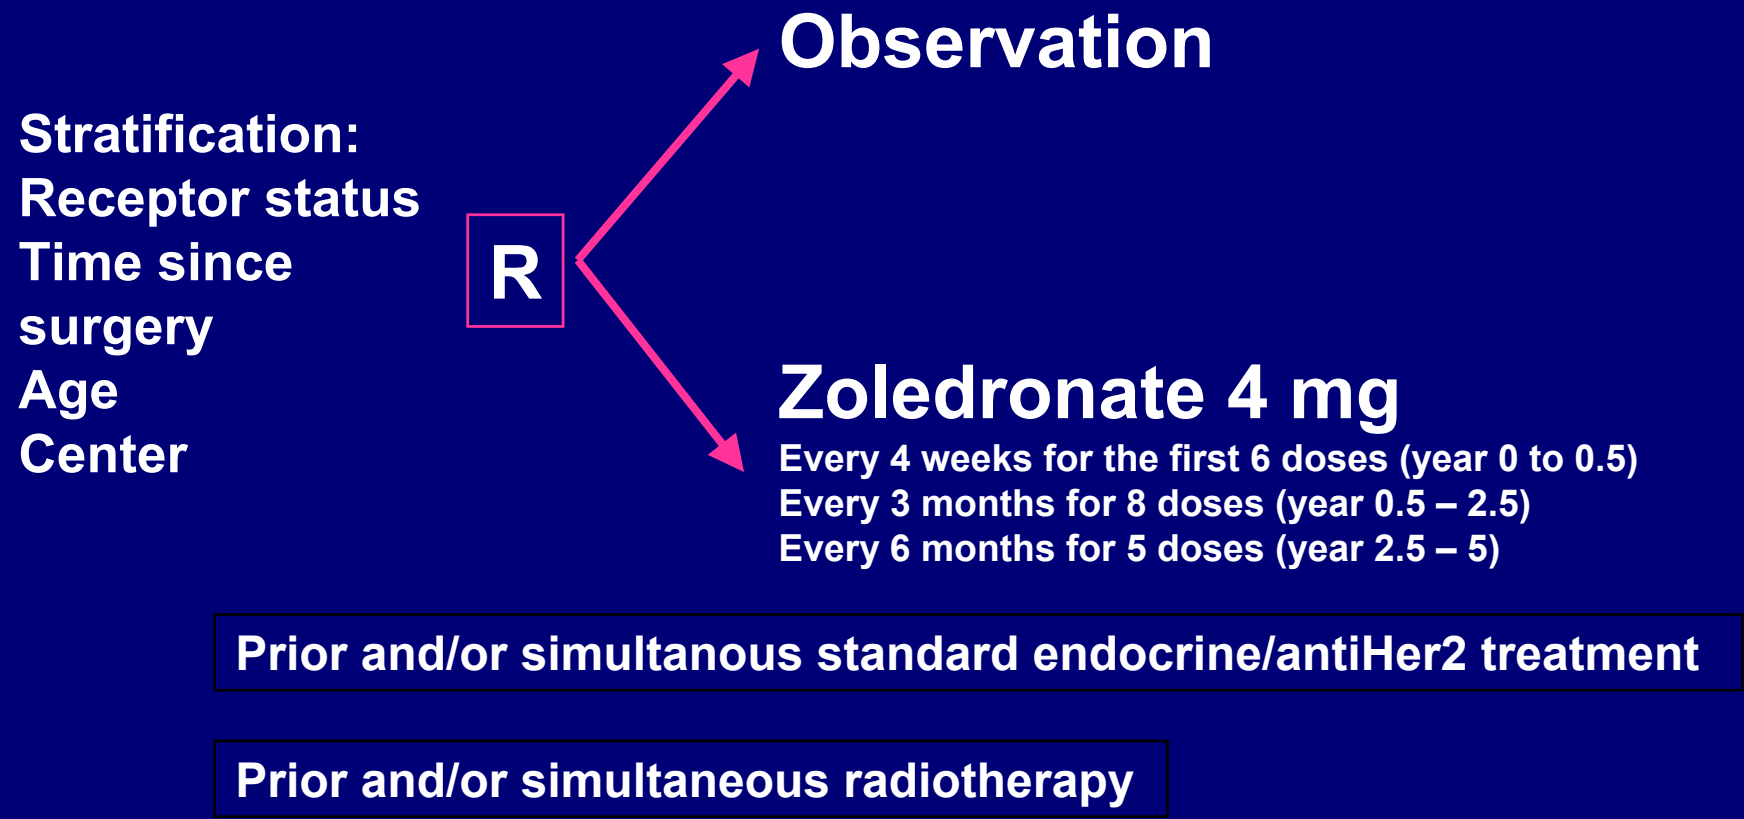 Observation
Stratification:
Receptor status
Time since
surgery
Age
Center
R
Zoledronate 4 mg
Every 4 weeks for the first 6 doses (year 0 to 0.5)
Every 3 months for 8 doses (year 0.5 – 2.5)
Every 6 months for 5 doses (year 2.5 – 5)
Prior and/or simultanous standard endocrine/antiHer2 treatment
Prior and/or simultaneous radiotherapy